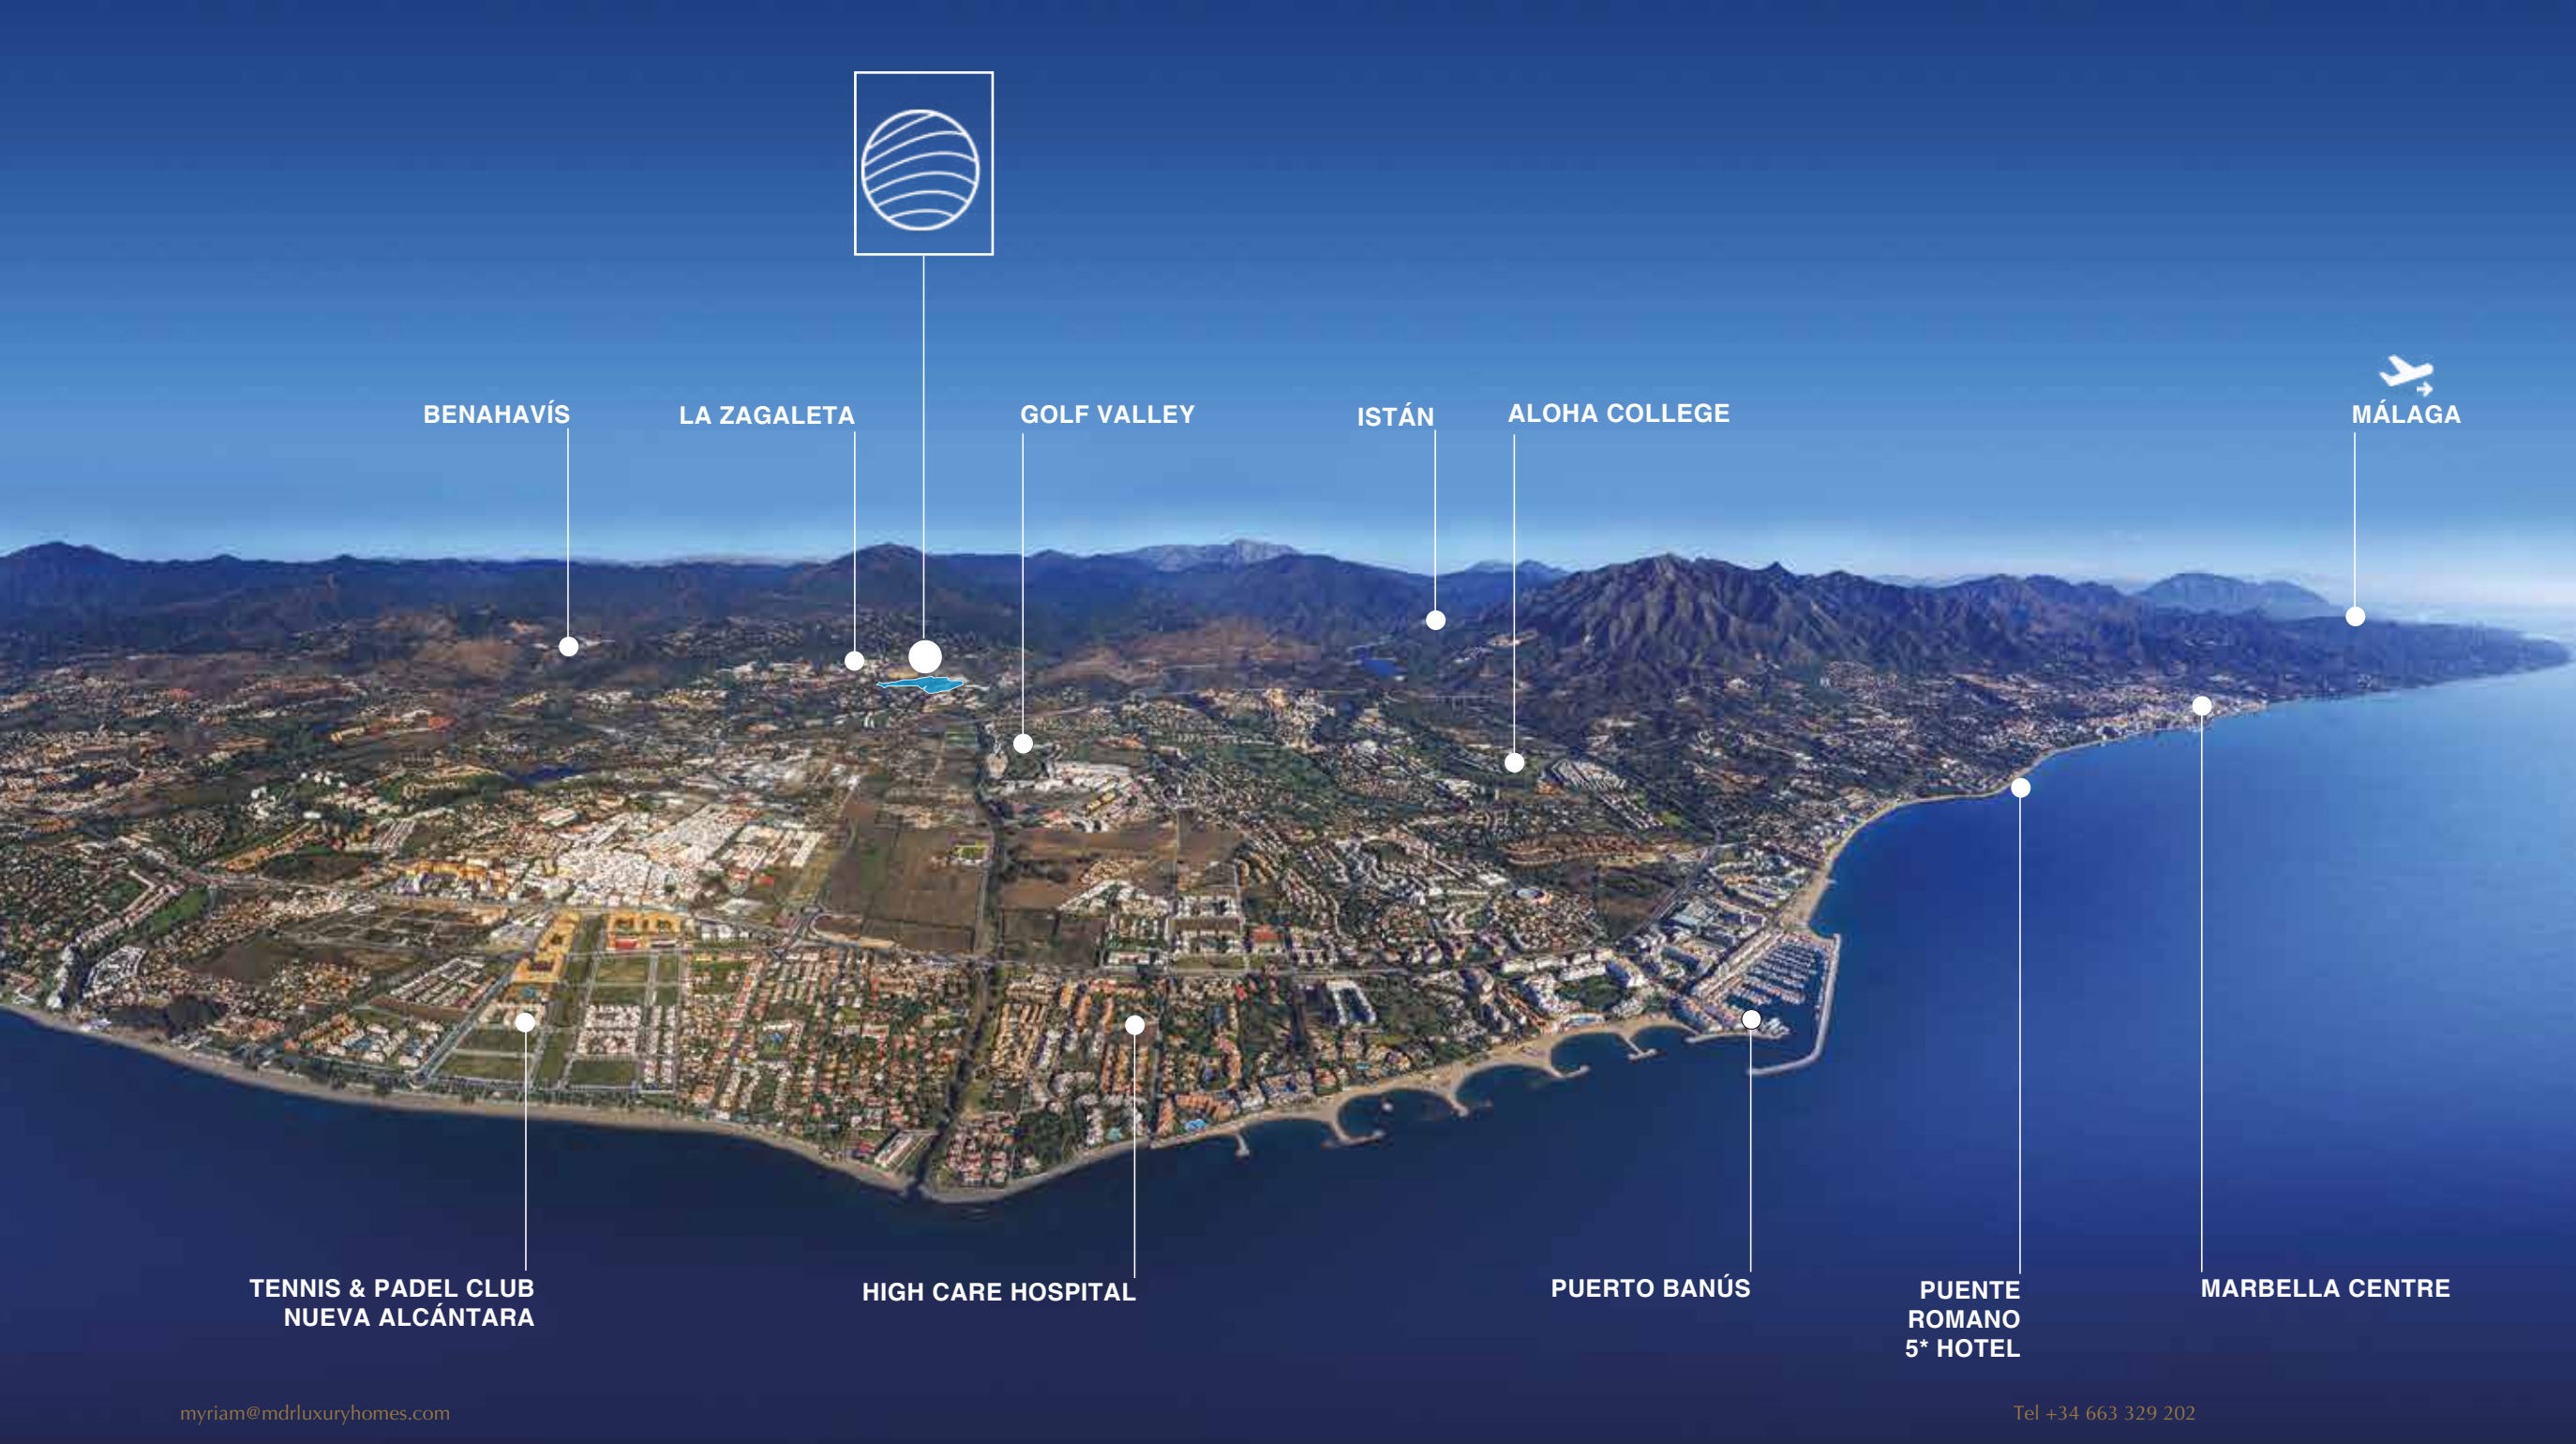 BENAHAVÍS
LA ZAGALETA
GOLF VALLEY
ISTÁN
ALOHA COLLEGE
MÁLAGA
TENNIS & PADEL CLUB
NUEVA ALCÁNTARA
HIGH CARE HOSPITAL
PUERTO BANÚS
PUENTE
ROMANO
5* HOTEL
MARBELLA CENTRE
myriam@mdrluxuryhomes.com
Tel +34 663 329 202